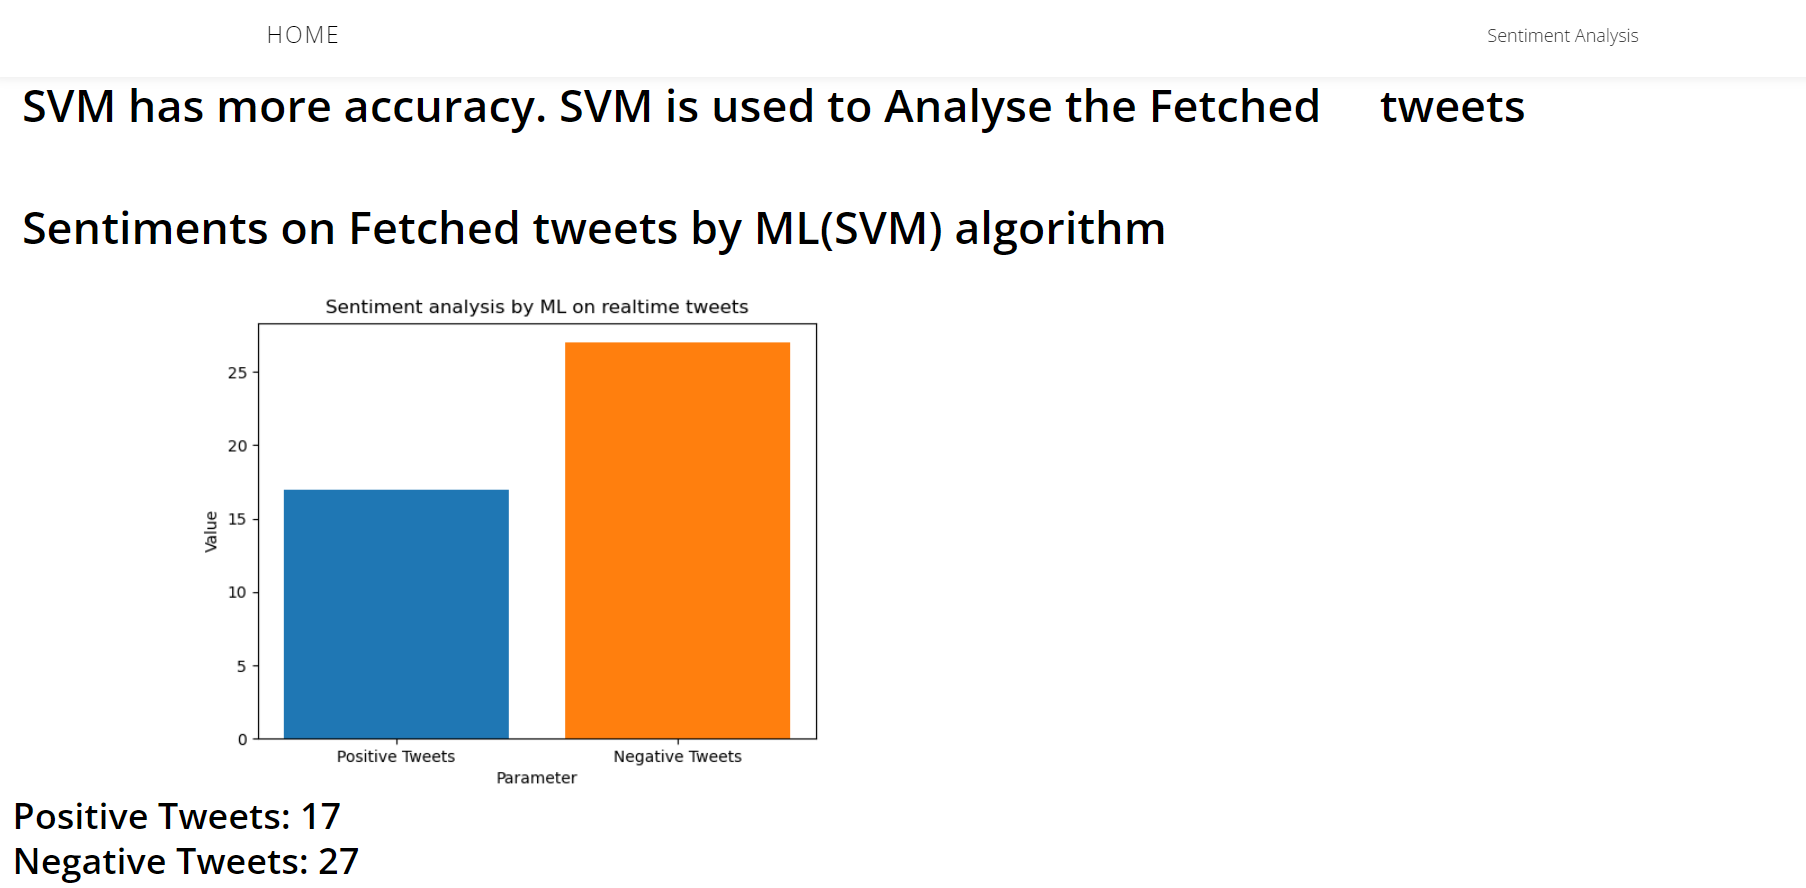 HOME Sentiment Analysis
SVM has more accuracy. SVM is used to Analyse the Fetched tweets
Sentiments on Fetched tweets by ML(SVM) algorithm
Sentiment analysis by ML on realtime tweets
25
20
15
10
5
0
Value
Positive Tweets Negative Tweets
Parameter
Positive Tweets: 17
Negative Tweets: 27